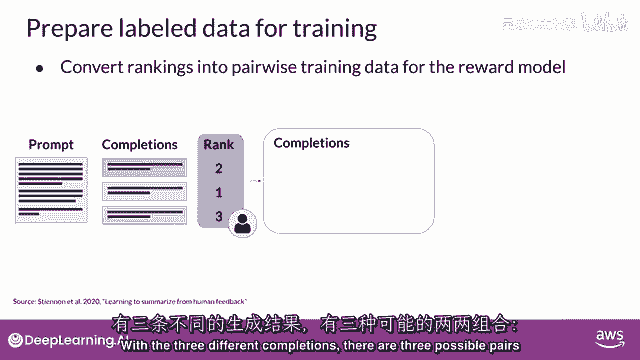 Prepare labeled data for training
● Convert rankings into pairwise training data for the reward model
Prompt
Completions
Rank
2
1
3
Completions
Source: Stiennon et al. 2020, "Learning to summarize from human feedback"
有三条不同的生成结果，有三种可能的两两组合：
With the three different completions, there are three possible pairs
DeepLearning.AI
aws